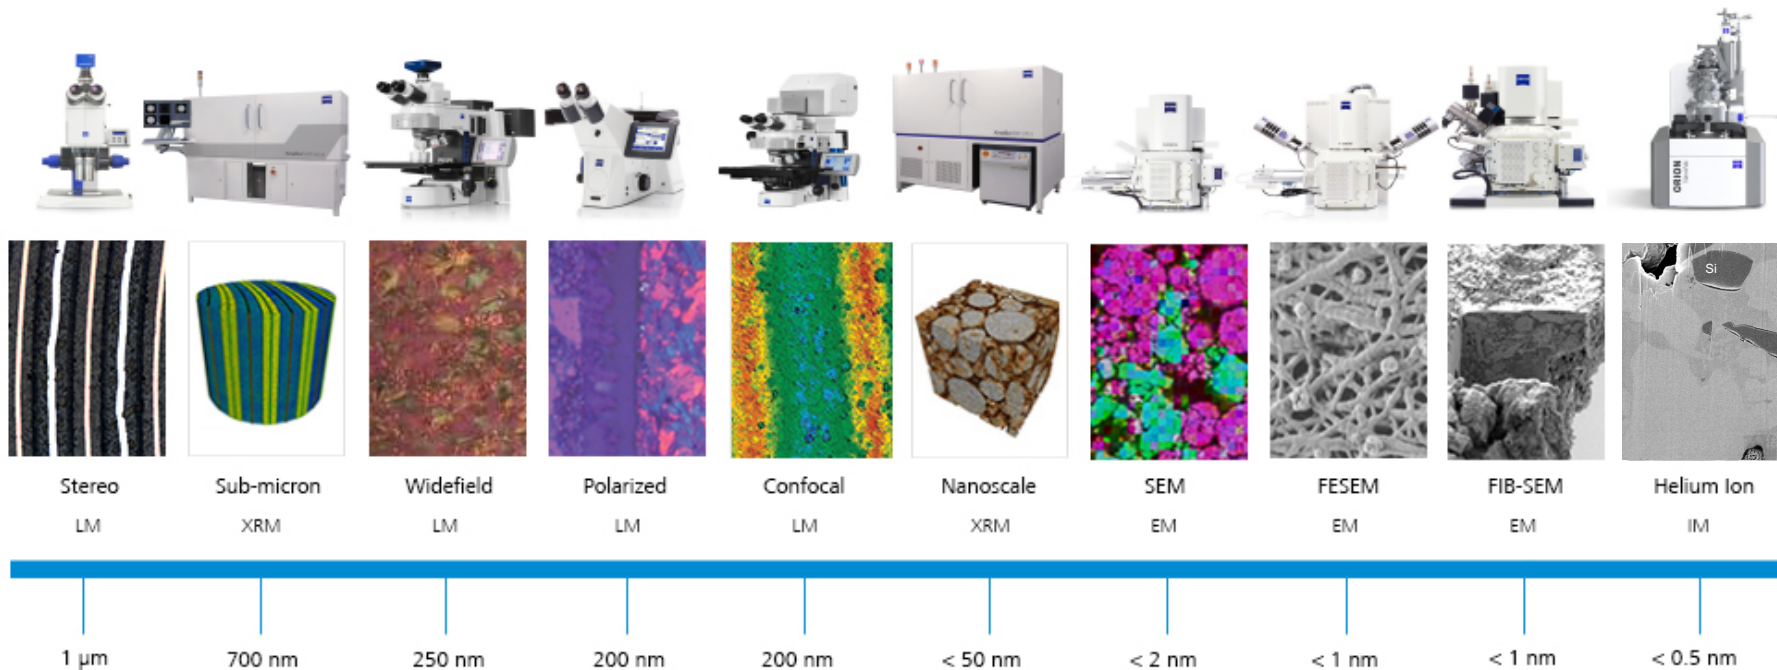 ORION
Si
Stereo
Sub-micron
Widefield
Polarized
Confocal
Nanoscale
SEM
FESEM
FIB-SEM
Helium Ion
LM
XRM
LM
LM
LM
XRM
EM
EM
EM
IM
1 µm
700 nm
250 nm
200 nm
200 nm
< 50 nm
< 2 nm
< 1 nm
< 1 nm
< 0.5 nm